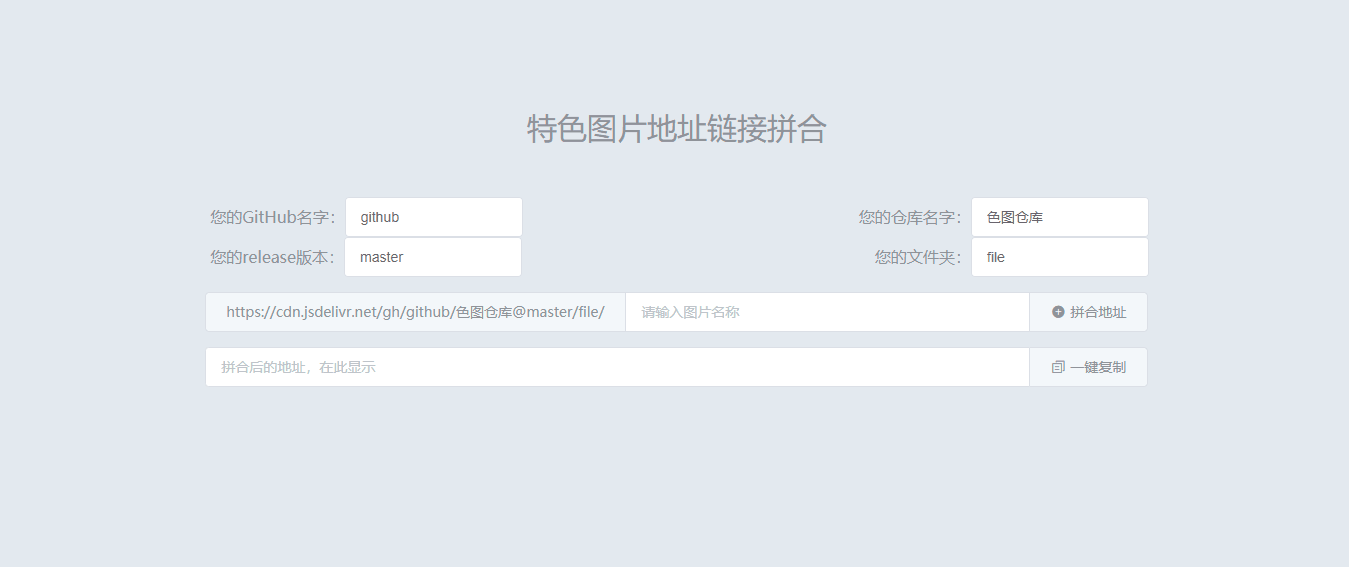 特色图片地址链接拼合
您的GitHub名字： github 您的仓库名字： 色图仓库
您的release版本： master 您的文件夹： file
https://cdn.jsdelivr.net/gh/github/色图仓库@master/file/ 请输入图片名称 拼合地址
拼合后的地址，在此显示 一键复制